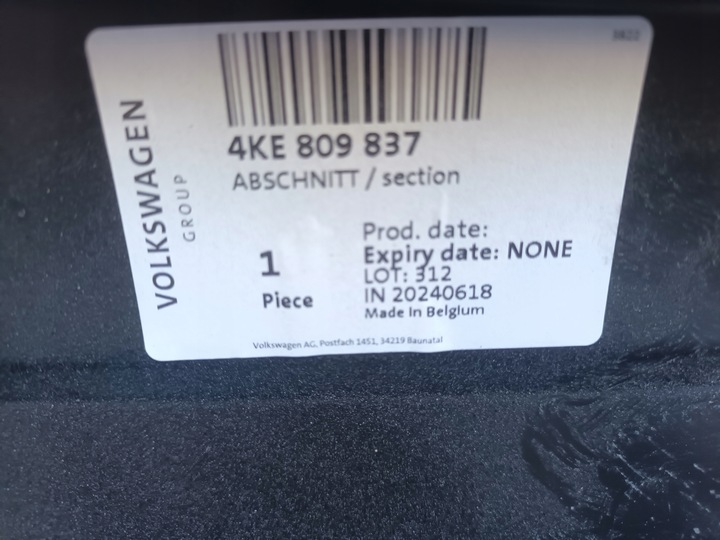 VOLKSWAGEN
GROUP
4KE 809 837
ABSCHNITT / section
1
Piece
Prod. date:
Expiry date: NONE
LOT: 312
IN 20240618
Made In Belgium
Volkswagen AG, Postfach 1451, 34219 Baunatal